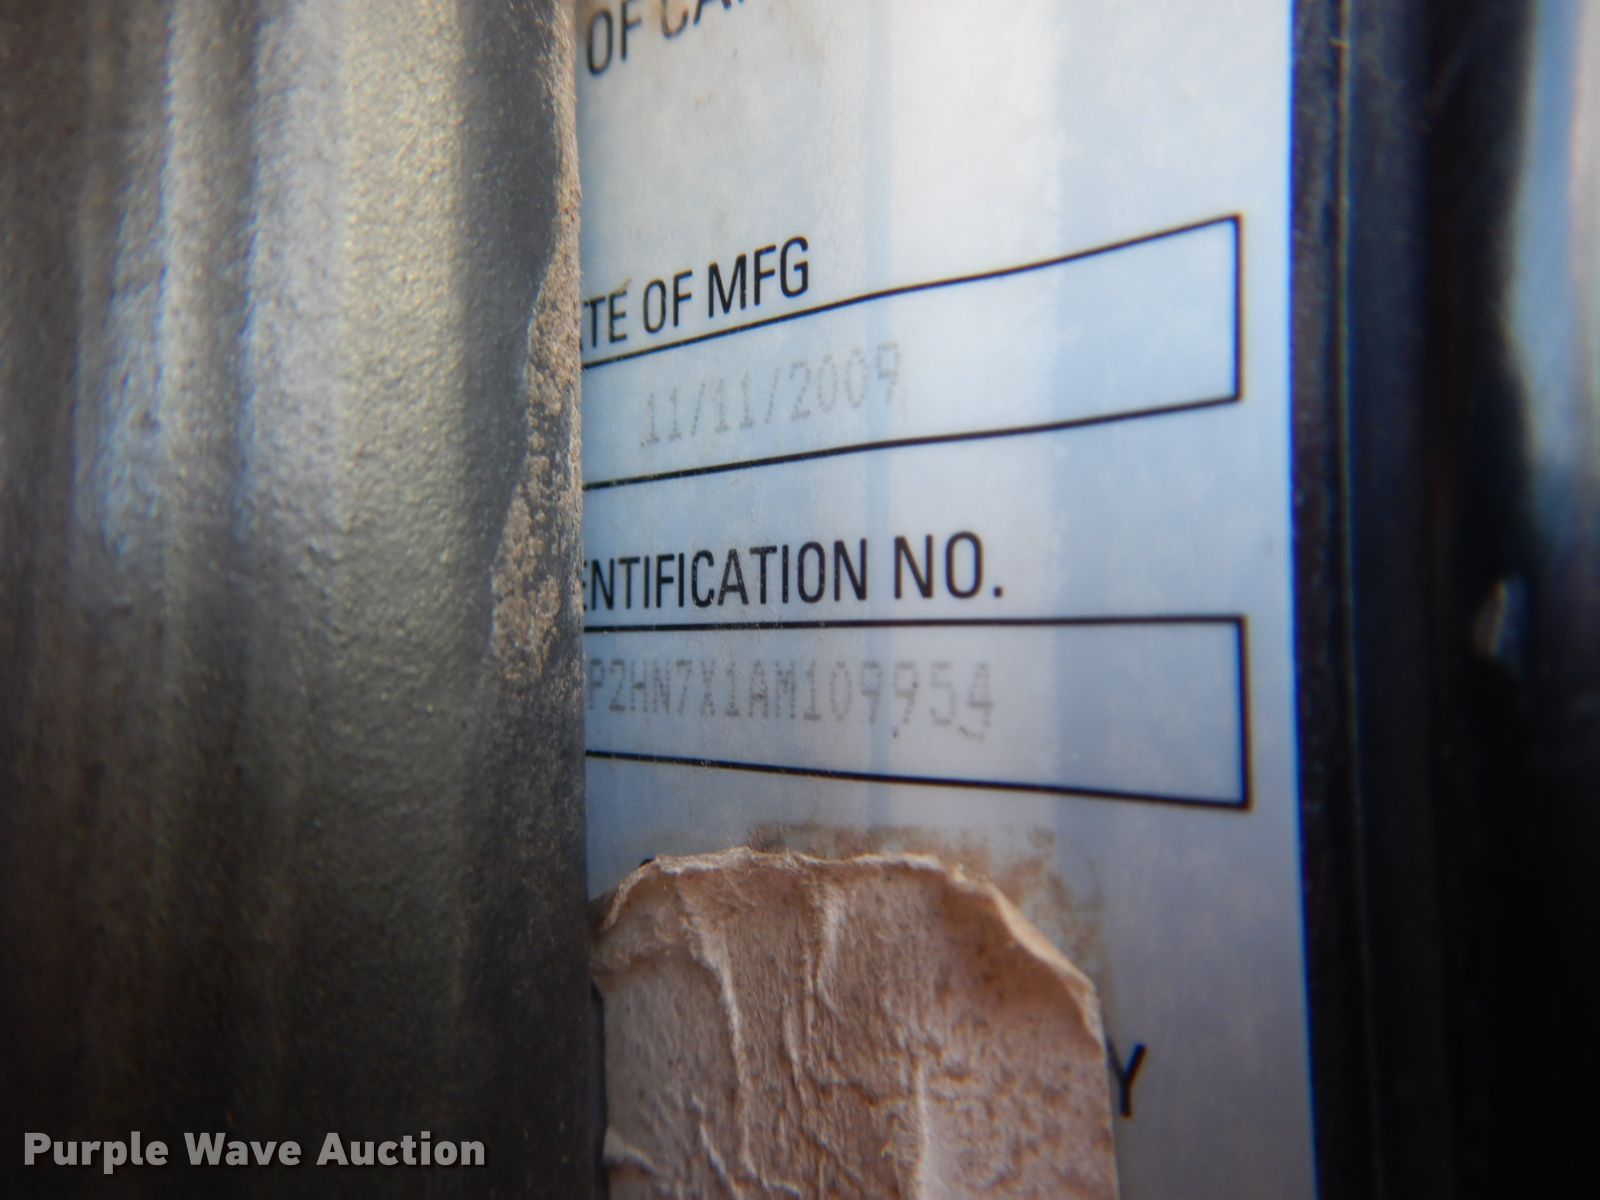 OF CA
TE OF MFG
11/11/2009
ENTIFICATION NO.
P2HN7X1AM109954
Y
Purple Wave Auction